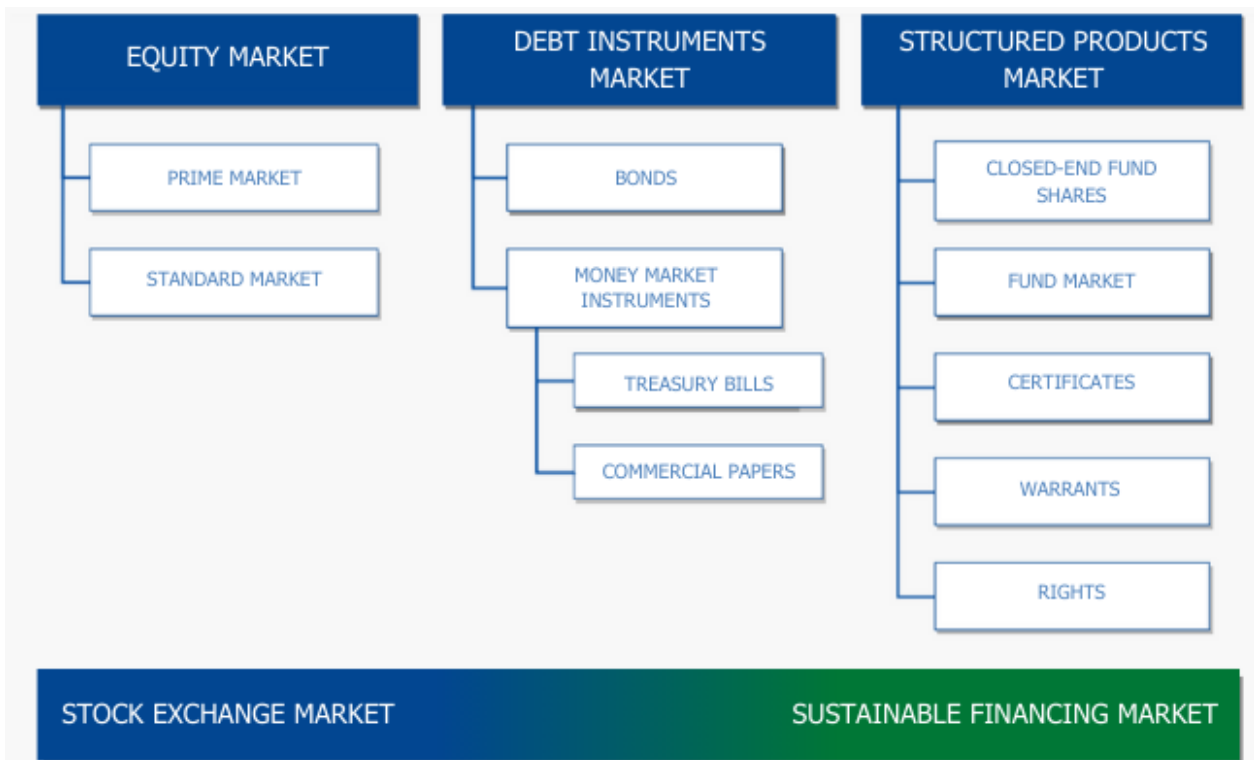 EQUITY MARKET
PRIME MARKET
STANDARD MARKET
DEBT INSTRUMENTS
MARKET
BONDS
MONEY MARKET
INSTRUMENTS
TREASURY BILLS
COMMERCIAL PAPERS
STRUCTURED PRODUCTS
MARKET
CLOSED-END FUND
SHARES
FUND MARKET
CERTIFICATES
WARRANTS
RIGHTS
STOCK EXCHANGE MARKET
SUSTAINABLE FINANCING MARKET